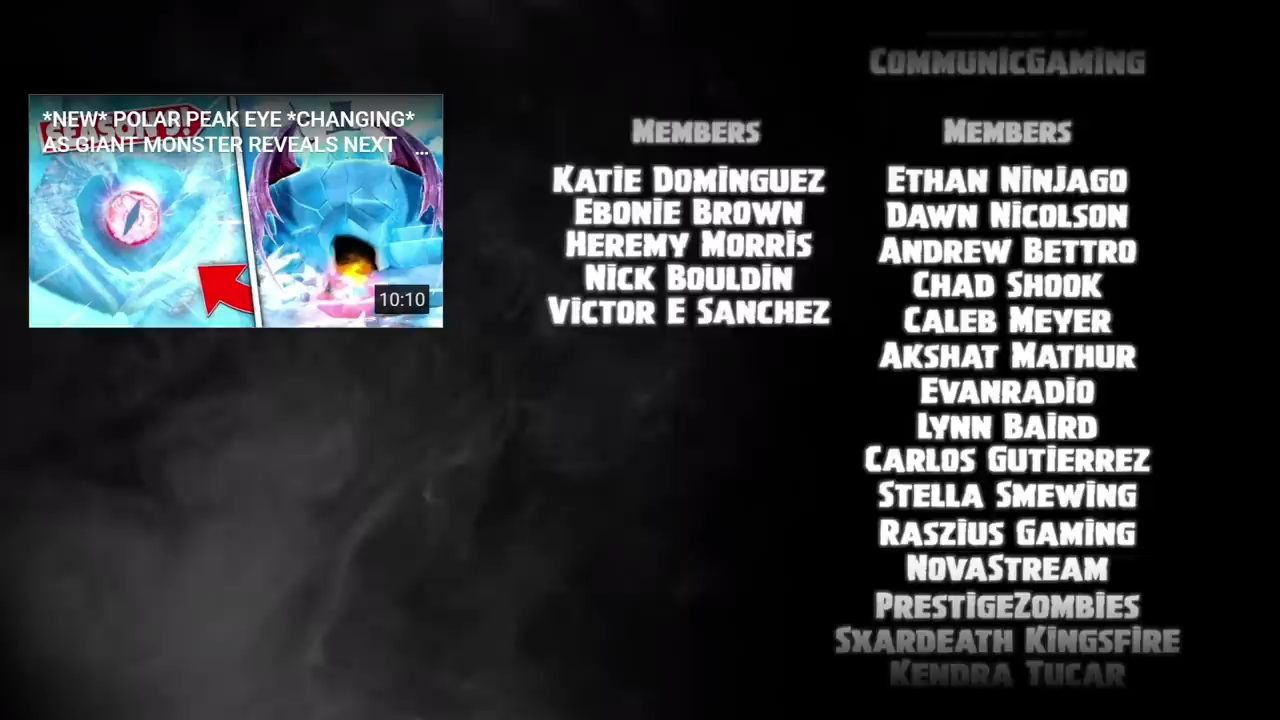 *NEW* POLAR PEAK EYE *CHANGING*
AS GIANT MONSTER REVEALS NEXT ...
SEASON 9!
10:10
MEMBERS
KATIE DOMINGUEZ
EBONIE BROWN
HEREMY MORRIS
NICK BOULDIN
VICTOR E SANCHEZ
COMMUNICGAMING
MEMBERS
ETHAN NINJAGO
DAWN NICOLSON
ANDREW BETTRO
CHAD SHOOK
CALEB MEYER
AKSHAT MATHUR
EVANRADIO
LYNN BAIRD
CARLOS GUTIERREZ
STELLA SMEWING
RASZIUS GAMING
NOVASTREAM
PRESTIGEZOMBIES
SXARDEATH KINGSFIRE
KENDRA TUCAR